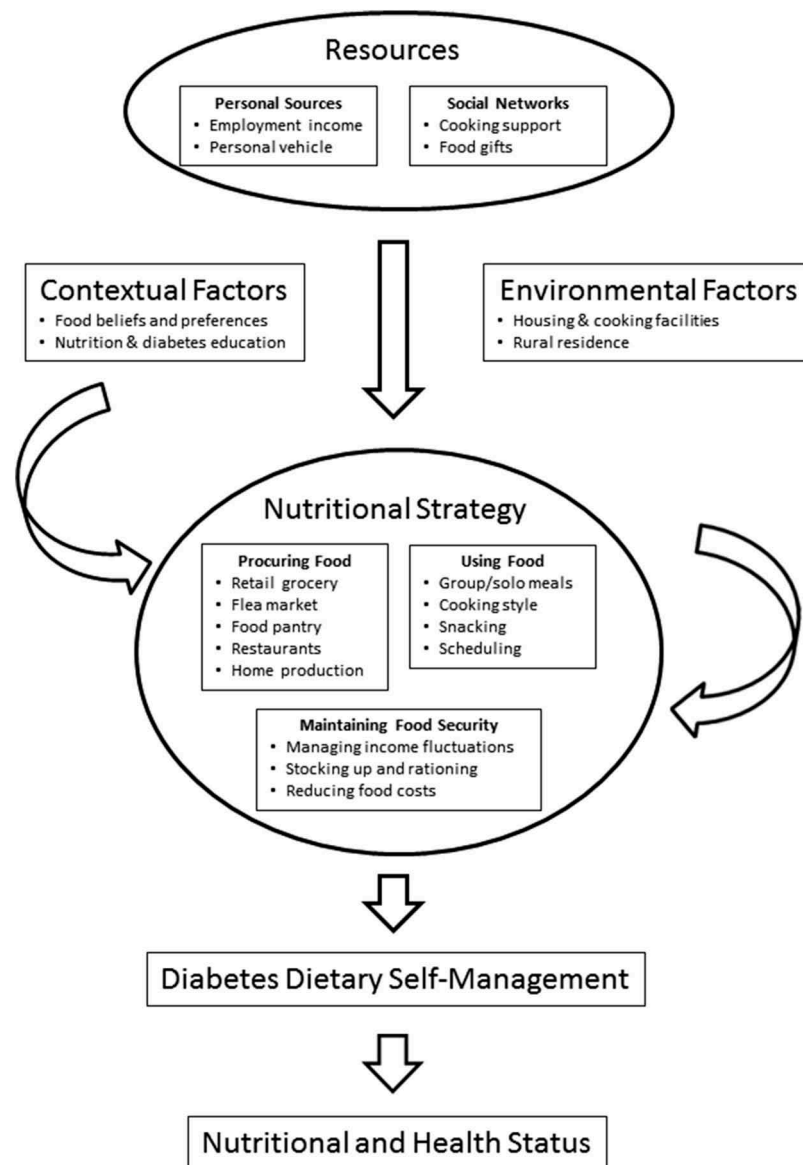 Resources
Personal Sources
• Employment income
• Personal vehicle
Social Networks
• Cooking support
• Food gifts
Contextual Factors
• Food beliefs and preferences
• Nutrition & diabetes education
Environmental Factors
• Housing & cooking facilities
• Rural residence
Nutritional Strategy
Procuring Food
• Retail grocery
• Flea market
• Food pantry
• Restaurants
• Home production
Using Food
• Group/solo meals
• Cooking style
• Snacking
• Scheduling
Maintaining Food Security
• Managing income fluctuations
• Stocking up and rationing
• Reducing food costs
Diabetes Dietary Self-Management
Nutritional and Health Status